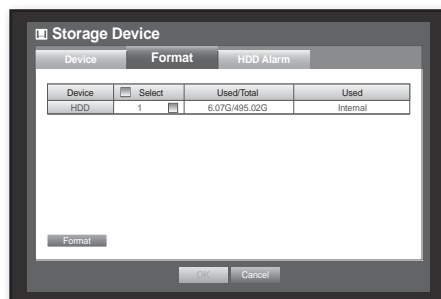 Storage Device
Device Format HDD Alarm
Device Select Used/Total Used
HDD 1 6.07G/495.02G Internal
Format
OK Cancel